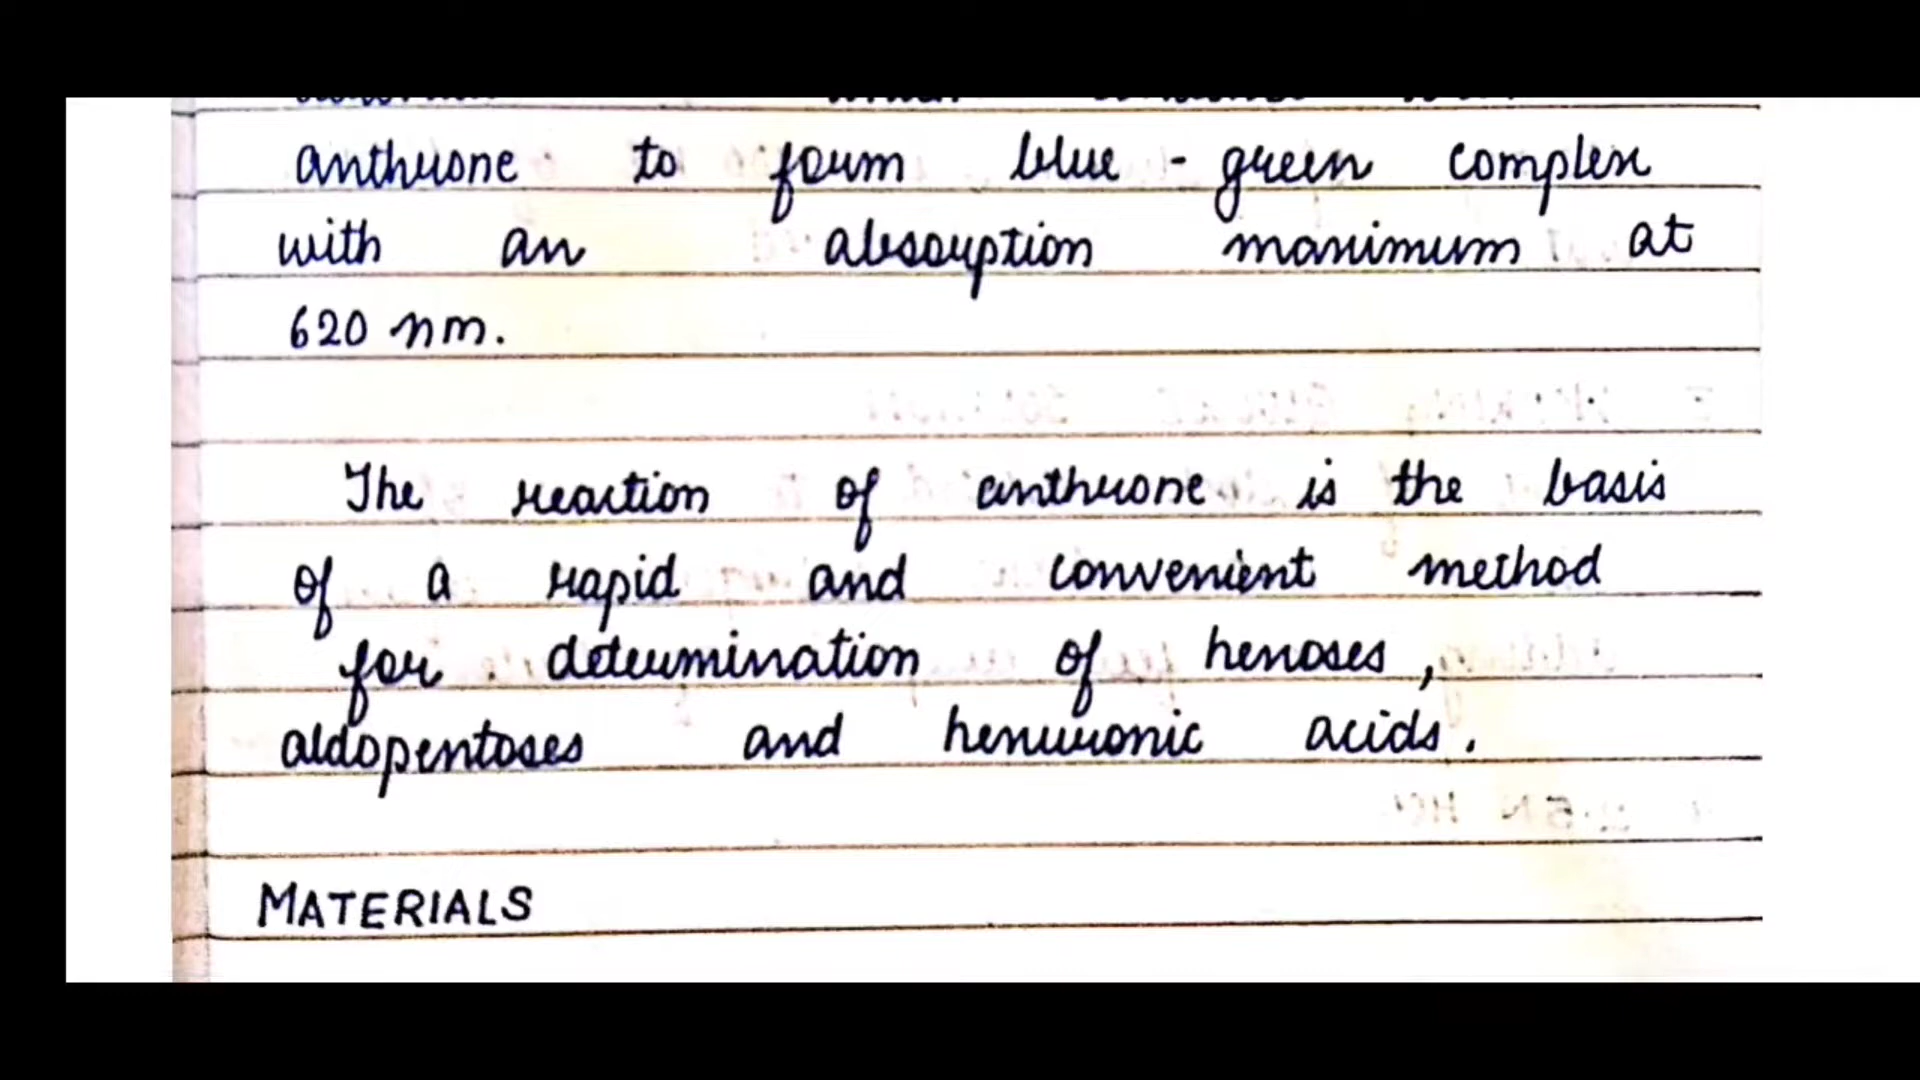 anthrone to form blue - green complex
with an absorption maximum at
620 nm.
The reaction of anthrone is the basis
of a rapid and convenient method
for determination of hexoses,
aldopentoses and hexuronic acids.
MATERIALS